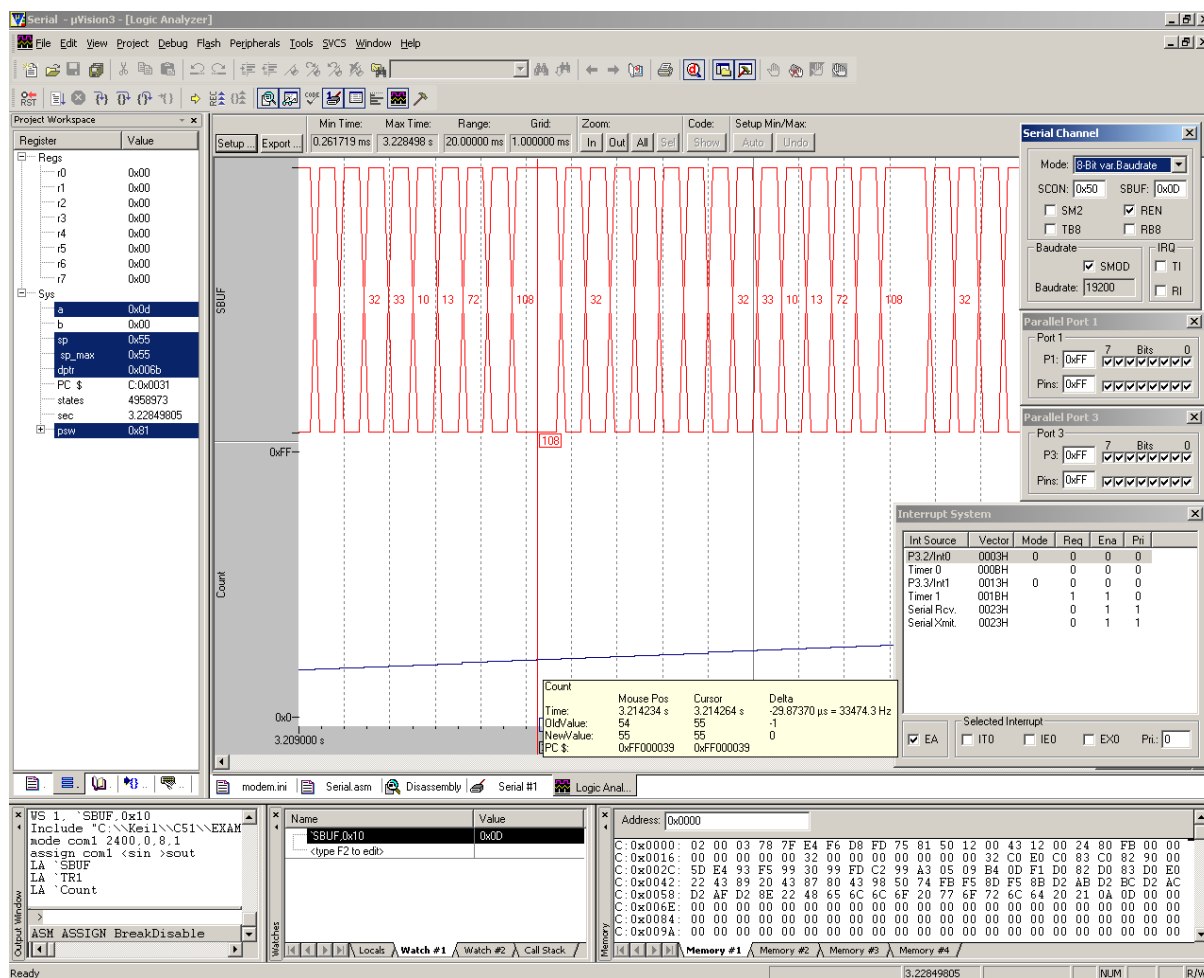 Serial - µVision3 - [Logic Analyzer]
File Edit View Project Debug Flash Peripherals Tools SVCS Window Help
RST
CODE
Project Workspace
Register Value
Regs
r0 0x00
r1 0x00
r2 0x00
r3 0x00
r4 0x00
r5 0x00
r6 0x00
r7 0x00
Sys
a 0x0d
b 0x00
sp 0x55
sp_max 0x55
dptr 0x006b
PC $ C:0x0031
states 4958973
sec 3.22849805
psw 0x81
Min Time: Max Time: Range: Grid: Zoom: Code: Setup Min/Max:
Setup ... Export ... 0.261719 ms 3.228498 s 20.00000 ms 1.000000 ms In Out All Sel Show Auto Undo
SBUF
32 33 10 13 72 108 32 32 33 10 13 72 108 32
108
0xFF
Count
0x0
3.209000 s
Count
Mouse Pos Cursor Delta
Time: 3.214234 s 3.214264 s -29.87370 µs = 33474.3 Hz
OldValue: 54 55 -1
NewValue: 55 55 0
PC $: 0xFF000039 0xFF000039
Serial Channel
Mode: 8-Bit var.Baudrate
SCON: 0x50 SBUF: 0x0D
SM2 REN
TB8 RB8
Baudrate IRQ
SMOD TI
Baudrate: 19200 RI
Parallel Port 1
Port 1
7 Bits 0
P1: 0xFF
Pins: 0xFF
Parallel Port 3
Port 3
7 Bits 0
P3: 0xFF
Pins: 0xFF
Interrupt System
Int Source Vector Mode Req Ena Pri
P3.2/Int0 0003H 0 0 0 0
Timer 0 000BH 0 0 0
P3.3/Int1 0013H 0 0 0 0
Timer 1 001BH 1 1 0
Serial Rcv. 0023H 0 1 1
Serial Xmit. 0023H 0 1 1
Selected Interrupt
EA IT0 IE0 EX0 Pri.: 0
modem.ini Serial.asm Disassembly Serial #1 Logic Anal...
Output Window
WS 1, `SBUF,0x10
Include "C:\\Keil\\C51\\EXAM
mode com1 2400,0,8,1
assign com1 <sin >sout
LA `SBUF
LA `TR1
LA `Count
>
ASM ASSIGN BreakDisable
Watches
Name Value
`SBUF,0x10 0x0D
<type F2 to edit>
Locals Watch #1 Watch #2 Call Stack
Memory
Address: 0x0000
C:0x0000: 02 00 03 78 7F E4 F6 D8 FD 75 81 50 12 00 43 12 00 24 80 FB 00 00
C:0x0016: 00 00 00 00 00 32 00 00 00 00 00 00 00 32 C0 E0 C0 83 C0 82 90 00
C:0x002C: 5D E4 93 F5 99 30 99 FD C2 99 A3 05 09 B4 0D F1 D0 82 D0 83 D0 E0
C:0x0042: 22 43 89 20 43 87 80 43 98 50 74 FB F5 8D F5 8B D2 AB D2 BC D2 AC
C:0x0058: D2 AF D2 8E 22 48 65 6C 6C 6F 20 77 6F 72 6C 64 20 21 0A 0D 00 00
C:0x006E: 00 00 00 00 00 00 00 00 00 00 00 00 00 00 00 00 00 00 00 00 00 00
C:0x0084: 00 00 00 00 00 00 00 00 00 00 00 00 00 00 00 00 00 00 00 00 00 00
C:0x009A: 00 00 00 00 00 00 00 00 00 00 00 00 00 00 00 00 00 00 00 00 00 00
Memory #1 Memory #2 Memory #3 Memory #4
Ready 3.22849805 NUM R/W